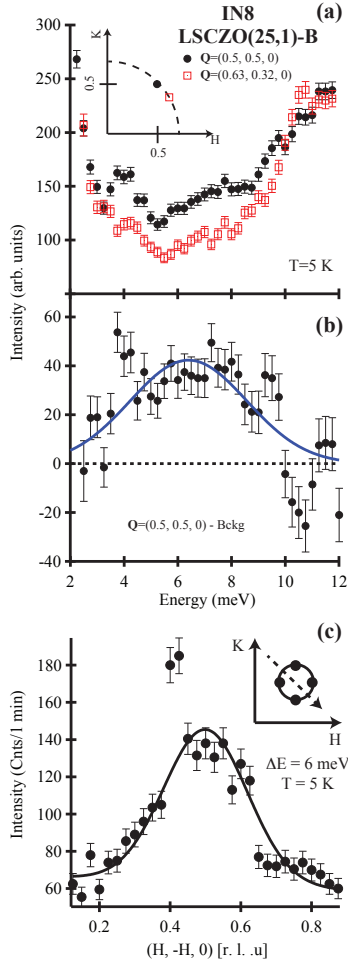 IN8
(a)
LSCZO(25,1)-B
Q=(0.5, 0.5, 0)
Q=(0.63, 0.32, 0)
K
0.5
H
0.5
300
250
200
150
100
T=5 K
Intensity (arb. units)
(b)
60
40
20
0
-20
-40
Q=(0.5, 0.5, 0) - Bckg
2
4
6
8
10
12
Energy (meV)
(c)
K
H
ΔE = 6 meV
T = 5 K
180
160
140
120
100
80
60
Intensity (Cnts/1 min)
0.2
0.4
0.6
0.8
(H, -H, 0) [r. l. .u]